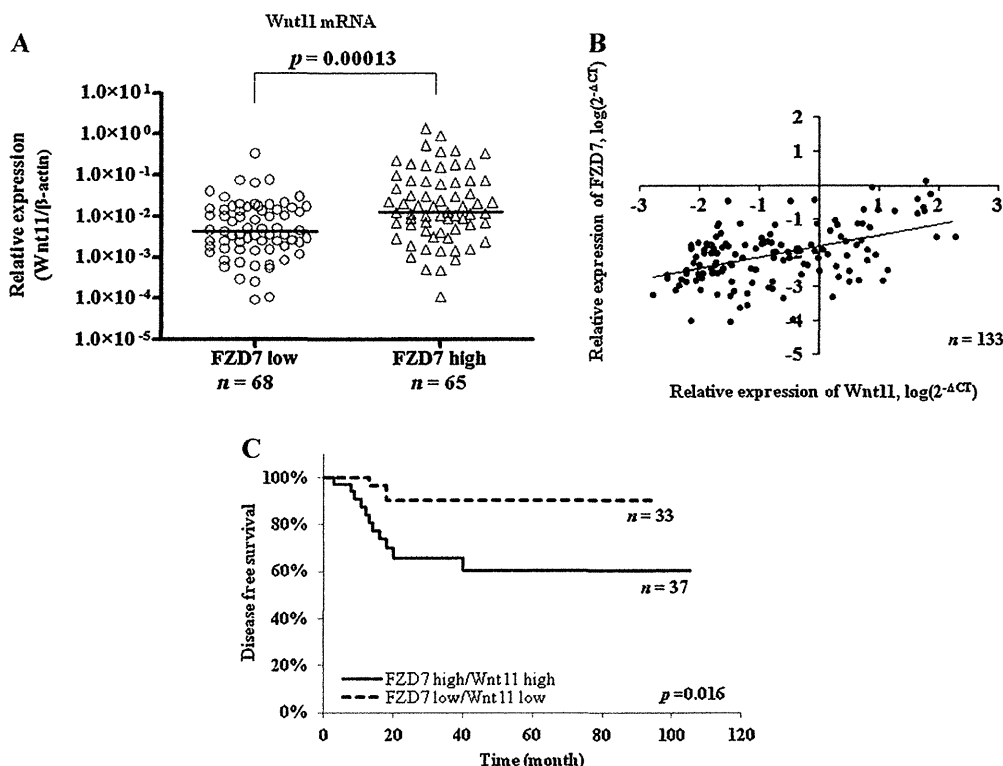 Wnt11 mRNA
A
p = 0.00013
Relative expression
(Wnt11/β-actin)
1.0×10¹
1.0×10⁰
1.0×10⁻¹
1.0×10⁻²
1.0×10⁻³
1.0×10⁻⁴
1.0×10⁻⁵
FZD7 low
n = 68
FZD7 high
n = 65
B
Relative expression of FZD7, log(2^-ΔCT)
2
1
0
-3
-2
-1
0
1
2
3
-1
-2
-3
-4
-5
n = 133
Relative expression of Wnt11, log(2^-ΔCT)
C
Disease free survival
100%
80%
60%
40%
20%
0%
n = 33
n = 37
FZD7 high/Wnt11 high
FZD7 low/Wnt11 low
p =0.016
0
20
40
60
80
100
120
Time (month)